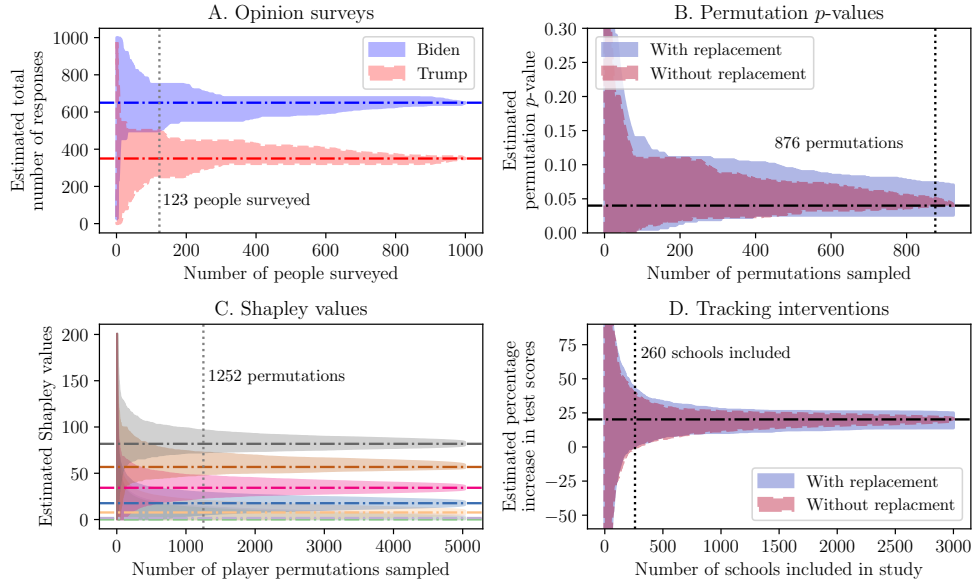 A. Opinion surveys
Estimated total
number of responses
1000
800
600
400
200
0
Biden
Trump
123 people surveyed
0
200
400
600
800
1000
Number of people surveyed
B. Permutation p-values
Estimated
permutation p-value
0.30
0.25
0.20
0.15
0.10
0.05
0.00
With replacement
Without replacement
876 permutations
0
200
400
600
800
Number of permutations sampled
C. Shapley values
Estimated Shapley values
200
150
100
50
0
1252 permutations
0
1000
2000
3000
4000
5000
Number of player permutations sampled
D. Tracking interventions
Estimated percentage
increase in test scores
75
50
25
0
−25
−50
260 schools included
With replacement
Without replacment
0
500
1000
1500
2000
2500
3000
Number of schools included in study